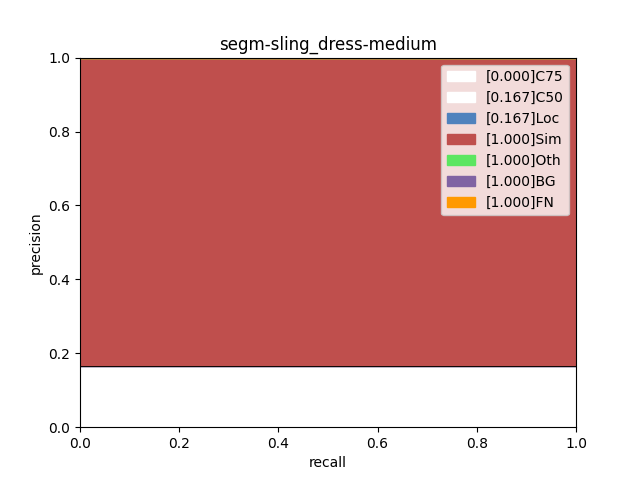 segm-sling_dress-medium
[0.000]C75
[0.167]C50
[0.167]Loc
[1.000]Sim
[1.000]Oth
[1.000]BG
[1.000]FN
1.0
0.8
0.6
0.4
0.2
0.0
precision
0.0 0.2 0.4 0.6 0.8 1.0
recall